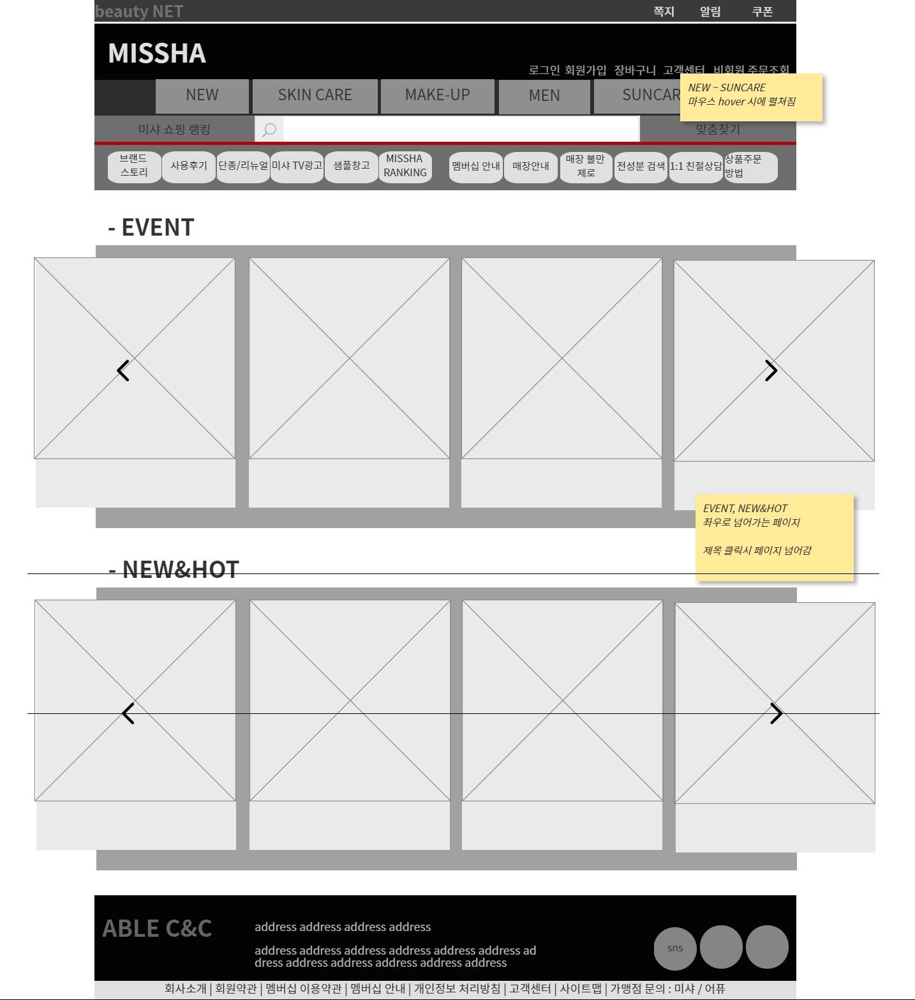 beauty NET
쪽지 알림 쿠폰
MISSHA
로그인 회원가입 장바구니 고객센터 비회원 주문조회
NEW SKIN CARE MAKE-UP MEN SUNCAR
NEW ~ SUNCARE
마우스 hover 시에 펼쳐짐
미샤 쇼핑 랭킹
맞춤찾기
브랜드
스토리
사용후기
단종/리뉴얼
미샤 TV광고
샘플창고
MISSHA
RANKING
멤버십 안내
매장안내
매장 불만
제로
전성분 검색
1:1 친절상담
상품주문
방법
- EVENT
EVENT, NEW&HOT
좌우로 넘어가는 페이지
제목 클릭시 페이지 넘어감
- NEW&HOT
ABLE C&C
address address address address
address address address address address address ad
dress address address address address address
sns
회사소개 | 회원약관 | 멤버십 이용약관 | 멤버십 안내 | 개인정보 처리방침 | 고객센터 | 사이트맵 | 가맹점 문의 : 미샤 / 어퓨